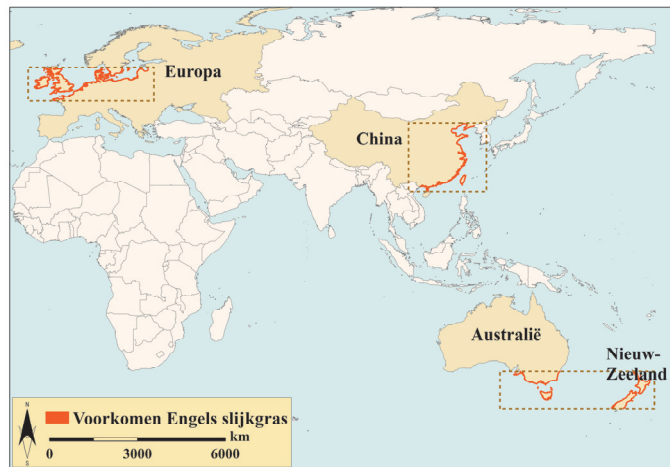 Europa
China
Australië
Nieuw-
Zeeland
N
Voorkomen Engels slijkgras
km
0 3000 6000
S